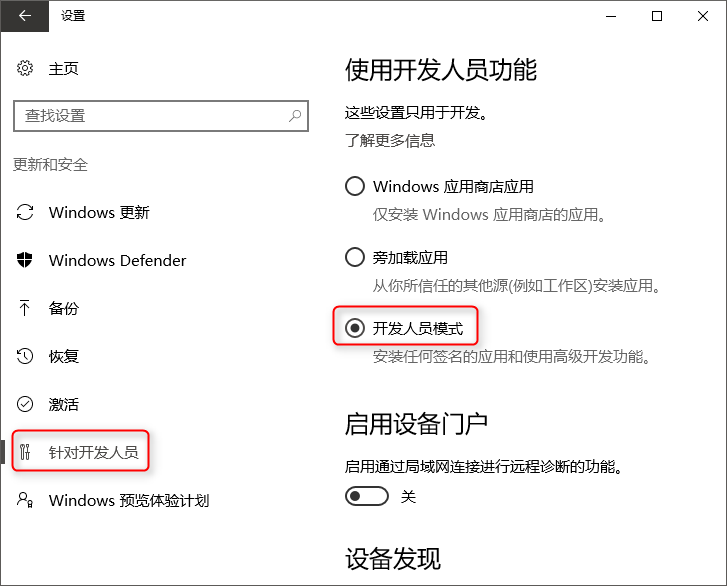 设置
主页
查找设置
更新和安全
Windows 更新
Windows Defender
备份
恢复
激活
针对开发人员
Windows 预览体验计划
使用开发人员功能
这些设置只用于开发。
了解更多信息
Windows 应用商店应用
仅安装 Windows 应用商店的应用。
旁加载应用
从你所信任的其他源(例如工作区)安装应用。
开发人员模式
安装任何签名的应用和使用高级开发功能。
启用设备门户
启用通过局域网连接进行远程诊断的功能。
关
设备发现